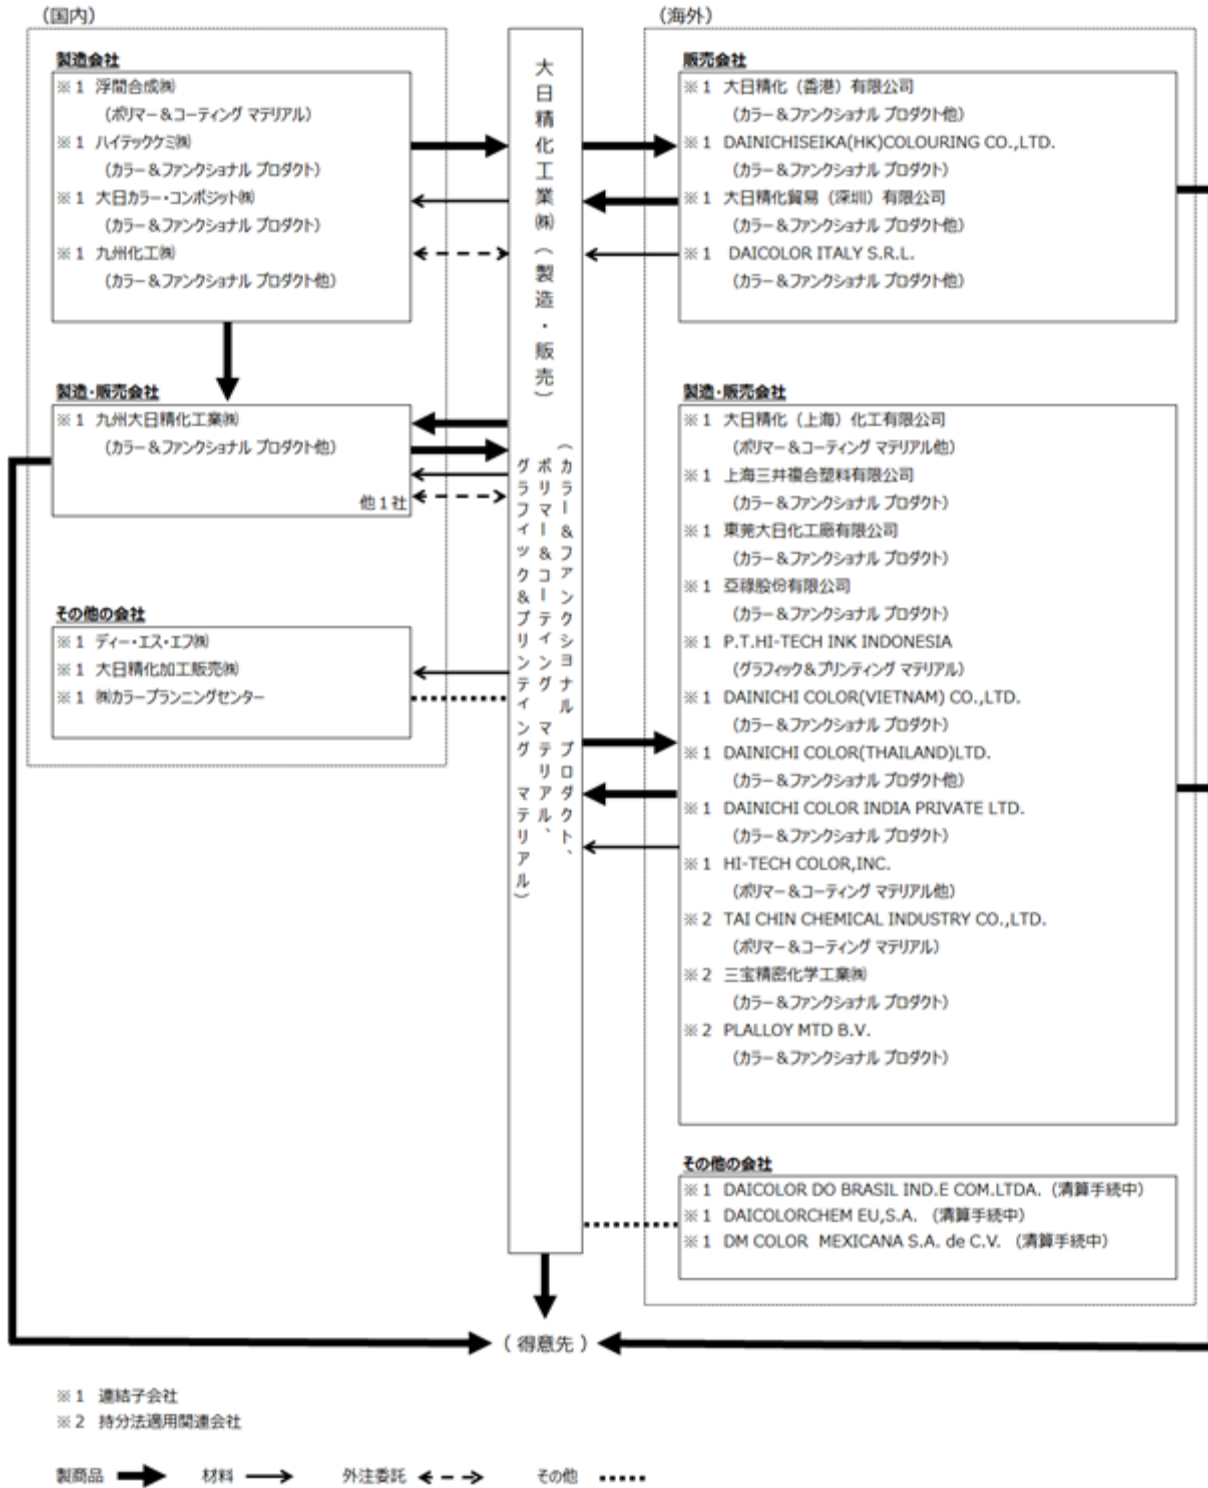 （国内）
製造会社
※１ 浮間合成㈱
（ポリマー＆コーティング マテリアル）
※１ ハイテックケミ㈱
（カラー＆ファンクショナル プロダクト）
※１ 大日カラー・コンポジット㈱
（カラー＆ファンクショナル プロダクト）
※１ 九州化工㈱
（カラー＆ファンクショナル プロダクト他）
製造・販売会社
※１ 九州大日精化工業㈱
（カラー＆ファンクショナル プロダクト他）
他１社
その他の会社
※１ ディー・エス・エフ㈱
※１ 大日精化加工販売㈱
※１ ㈱カラープランニングセンター
大日精化工業㈱（製造・販売）
（カラー＆ファンクショナル プロダクト、
ポリマー＆コーティング マテリアル、
グラフィック＆プリンティング マテリアル）
（海外）
販売会社
※１ 大日精化（香港）有限公司
（カラー＆ファンクショナル プロダクト他）
※１ DAINICHISEIKA(HK)COLOURING CO.,LTD.
（カラー＆ファンクショナル プロダクト他）
※１ 大日精化貿易（深圳）有限公司
（カラー＆ファンクショナル プロダクト他）
※１ DAICOLOR ITALY S.R.L.
（カラー＆ファンクショナル プロダクト他）
製造・販売会社
※１ 大日精化（上海）化工有限公司
（ポリマー＆コーティング マテリアル他）
※１ 上海三井複合塑料有限公司
（カラー＆ファンクショナル プロダクト）
※１ 東莞大日化工廠有限公司
（カラー＆ファンクショナル プロダクト）
※１ 亞祿股份有限公司
（カラー＆ファンクショナル プロダクト）
※１ P.T.HI-TECH INK INDONESIA
（グラフィック＆プリンティング マテリアル）
※１ DAINICHI COLOR(VIETNAM) CO.,LTD.
（カラー＆ファンクショナル プロダクト）
※１ DAINICHI COLOR(THAILAND)LTD.
（カラー＆ファンクショナル プロダクト他）
※１ DAINICHI COLOR INDIA PRIVATE LTD.
（カラー＆ファンクショナル プロダクト）
※１ HI-TECH COLOR,INC.
（ポリマー＆コーティング マテリアル他）
※２ TAI CHIN CHEMICAL INDUSTRY CO.,LTD.
（ポリマー＆コーティング マテリアル）
※２ 三宝精密化学工業㈱
（カラー＆ファンクショナル プロダクト）
※２ PLALLOY MTD B.V.
（カラー＆ファンクショナル プロダクト）
その他の会社
※１ DAICOLOR DO BRASIL IND.E COM.LTDA.（清算手続中）
※１ DAICOLORCHEM EU,S.A. （清算手続中）
※１ DM COLOR MEXICANA S.A. de C.V. （清算手続中）
（ 得意先 ）
※１ 連結子会社
※２ 持分法適用関連会社
製商品 材料 外注委託 その他